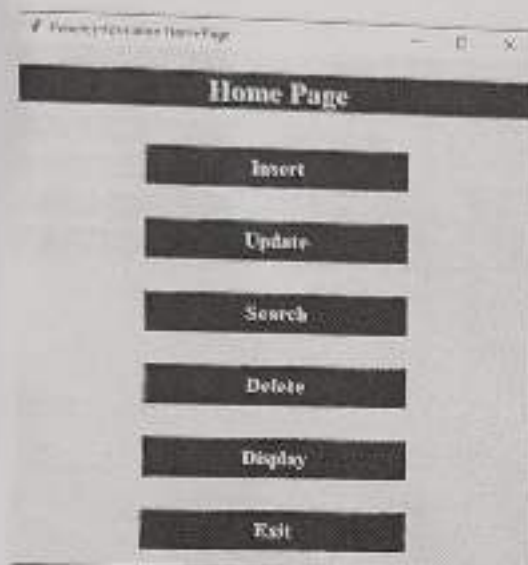 Home Page
Insert
Update
Search
Delete
Display
Exit